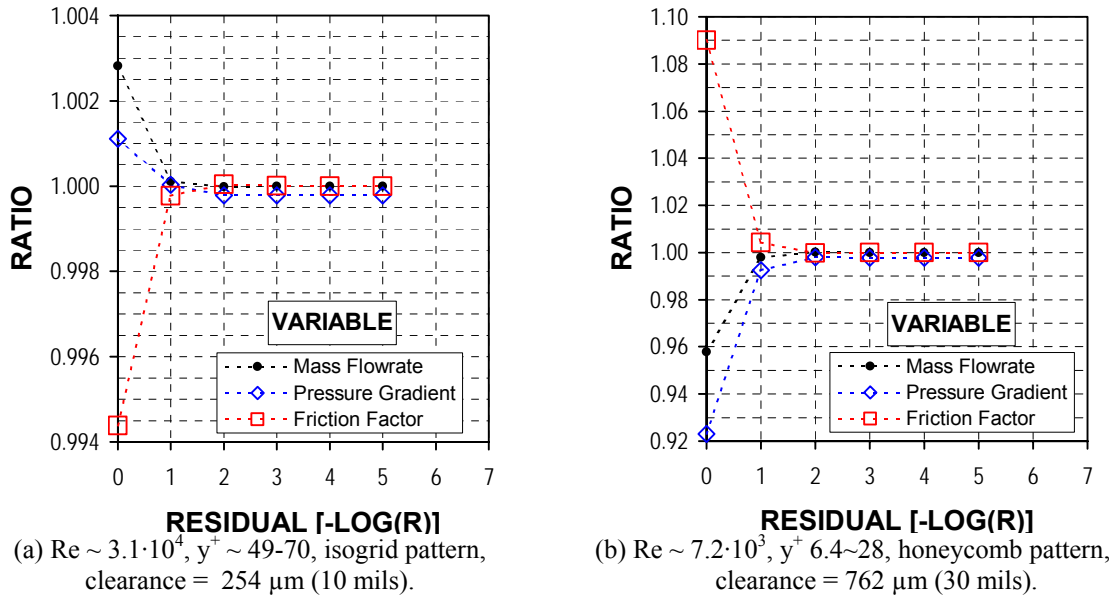 1.004
1.002
1.000
0.998
0.996
0.994
RATIO
VARIABLE
Mass Flowrate
Pressure Gradient
Friction Factor
0 1 2 3 4 5 6 7
RESIDUAL [-LOG(R)]
(a) Re ~ 3.1·10⁴, y⁺ ~ 49-70, isogrid pattern,
clearance = 254 µm (10 mils).
1.10
1.08
1.06
1.04
1.02
1.00
0.98
0.96
0.94
0.92
RATIO
VARIABLE
Mass Flowrate
Pressure Gradient
Friction Factor
0 1 2 3 4 5 6 7
RESIDUAL [-LOG(R)]
(b) Re ~ 7.2·10³, y⁺ 6.4~28, honeycomb pattern,
clearance = 762 µm (30 mils).